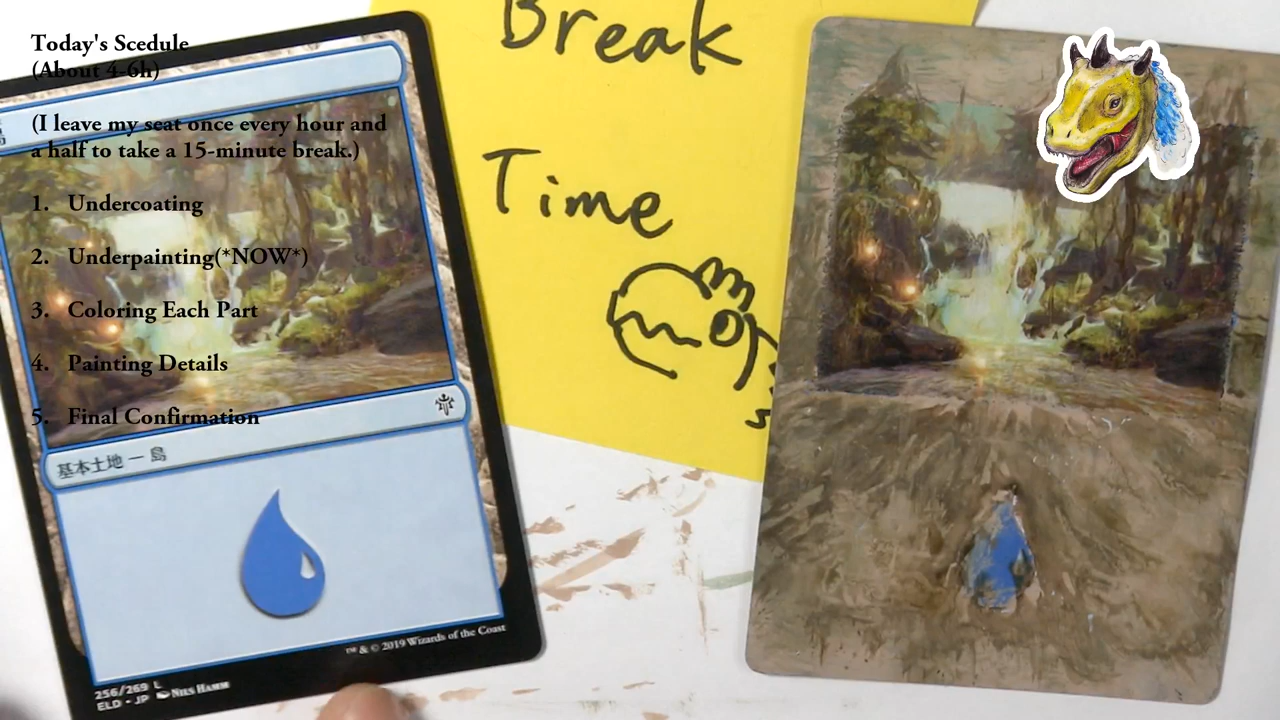 Today's Scedule
(About 4-6h)
(I leave my seat once every hour and
a half to take a 15-minute break.)
1. Undercoating
2. Underpainting(*NOW*)
3. Coloring Each Part
4. Painting Details
5. Final Confirmation
Break
Time
基本土地 — 島
™ & © 2019 Wizards of the Coast
256/269 L
ELD • JP Nils Hamm